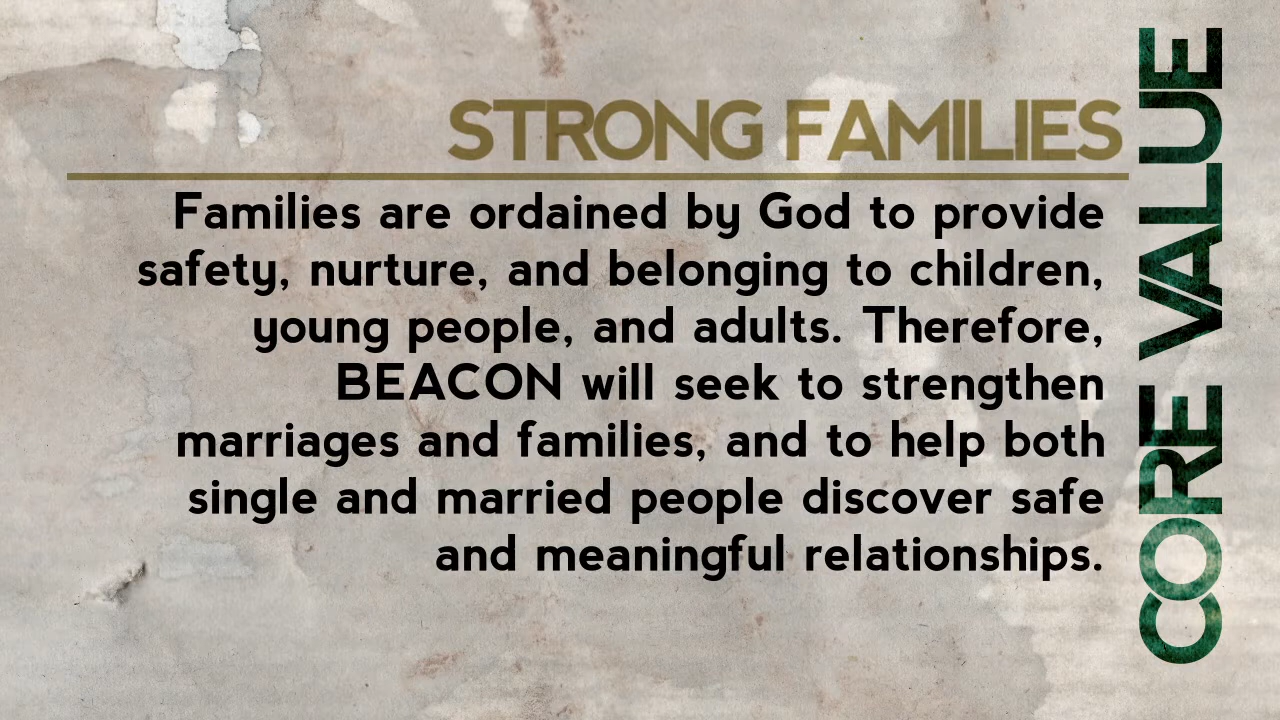 STRONG FAMILIES
Families are ordained by God to provide
safety, nurture, and belonging to children,
young people, and adults. Therefore,
BEACON will seek to strengthen
marriages and families, and to help both
single and married people discover safe
and meaningful relationships.
CORE VALUE